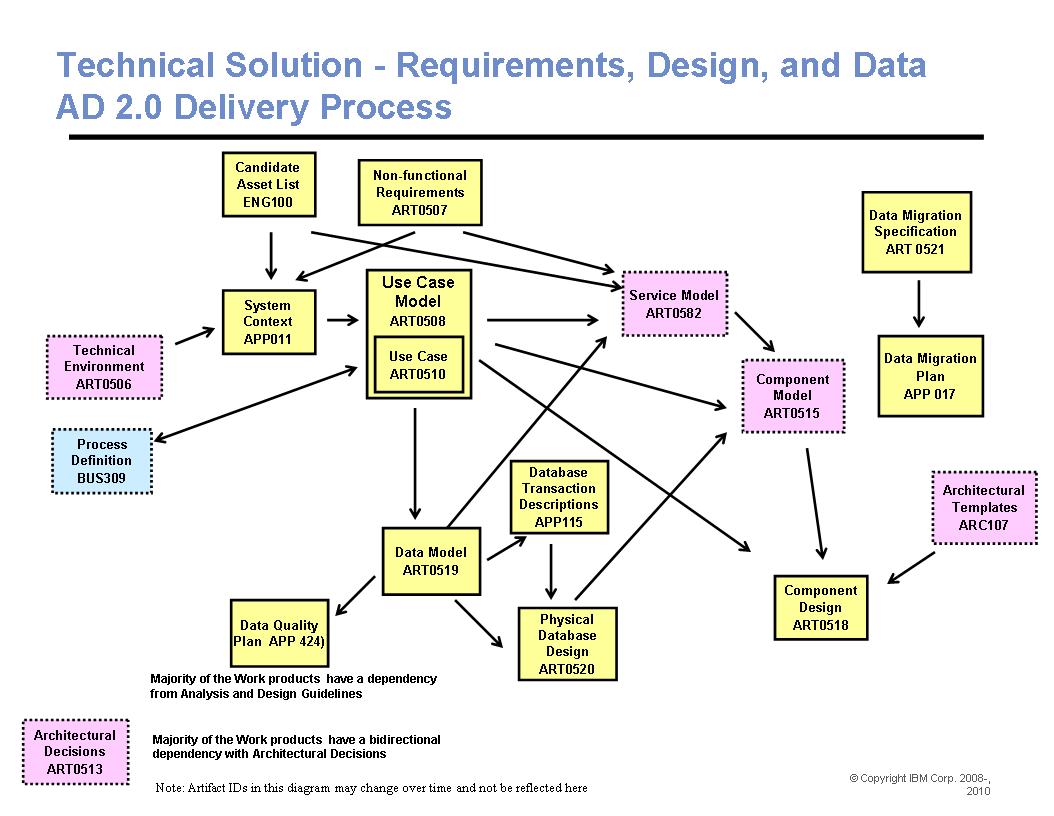 Technical Solution - Requirements, Design, and Data
AD 2.0 Delivery Process
Candidate
Asset List
ENG100
Non-functional
Requirements
ART0507
Data Migration
Specification
ART 0521
Use Case
Model
ART0508
Use Case
ART0510
System
Context
APP011
Service Model
ART0582
Technical
Environment
ART0506
Data Migration
Plan
APP 017
Component
Model
ART0515
Process
Definition
BUS309
Database
Transaction
Descriptions
APP115
Architectural
Templates
ARC107
Data Model
ART0519
Component
Design
ART0518
Data Quality
Plan  APP 424)
Physical
Database
Design
ART0520
Majority of the Work products  have a dependency
from Analysis and Design Guidelines
Architectural
Decisions
ART0513
Majority of the Work products  have a bidirectional
dependency with Architectural Decisions
Note: Artifact IDs in this diagram may change over time and not be reflected here
© Copyright IBM Corp. 2008-,
2010